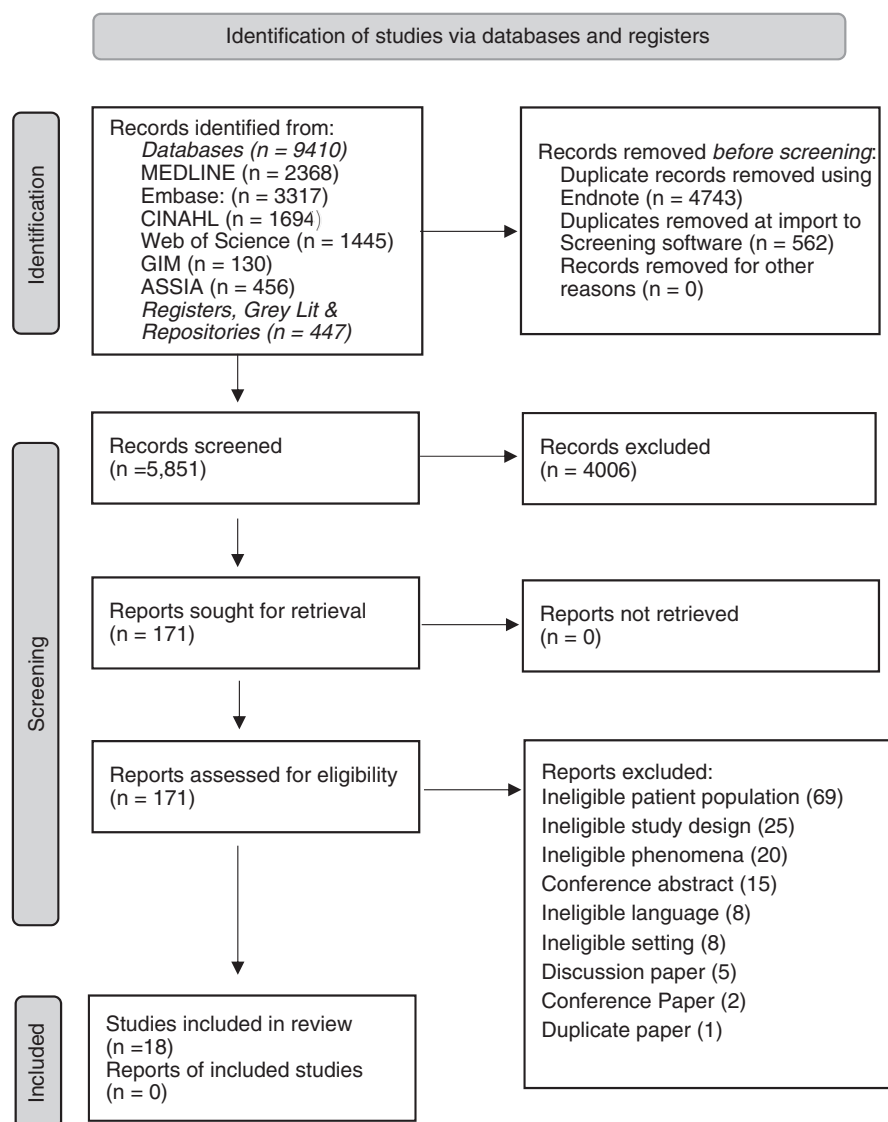 Identification of studies via databases and registers
Identification
Records identified from:
Databases (n = 9410)
MEDLINE (n = 2368)
Embase: (n = 3317)
CINAHL (n = 1694)
Web of Science (n = 1445)
GIM (n = 130)
ASSIA (n = 456)
Registers, Grey Lit &
Repositories (n = 447)
Records removed before screening:
Duplicate records removed using
Endnote (n = 4743)
Duplicates removed at import to
Screening software (n = 562)
Records removed for other
reasons (n = 0)
Screening
Records screened
(n =5,851)
Records excluded
(n = 4006)
Reports sought for retrieval
(n = 171)
Reports not retrieved
(n = 0)
Reports assessed for eligibility
(n = 171)
Reports excluded:
Ineligible patient population (69)
Ineligible study design (25)
Ineligible phenomena (20)
Conference abstract (15)
Ineligible language (8)
Ineligible setting (8)
Discussion paper (5)
Conference Paper (2)
Duplicate paper (1)
Included
Studies included in review
(n =18)
Reports of included studies
(n = 0)